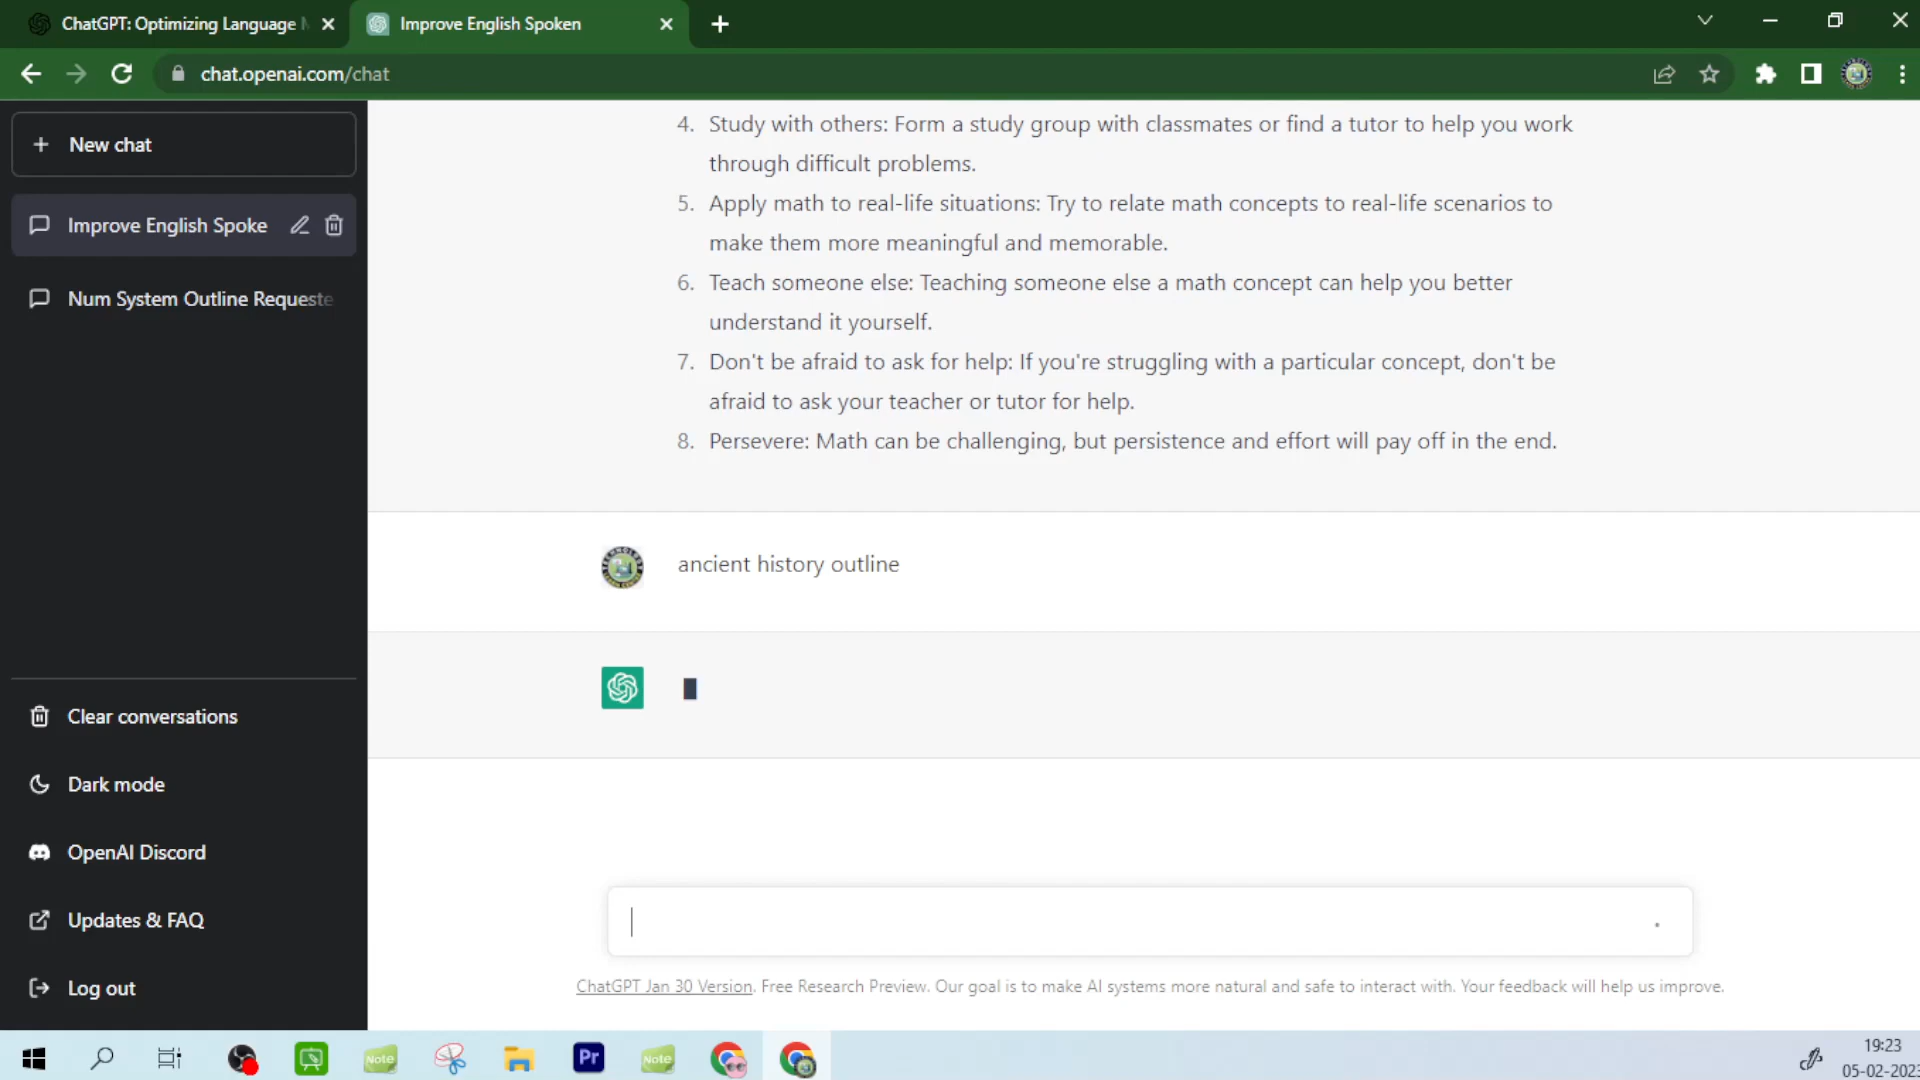 ChatGPT: Optimizing Language
Improve English Spoken
chat.openai.com/chat
New chat
Improve English Spoke
Num System Outline Requeste
Clear conversations
Dark mode
OpenAI Discord
Updates & FAQ
Log out
4. Study with others: Form a study group with classmates or find a tutor to help you work
through difficult problems.
5. Apply math to real-life situations: Try to relate math concepts to real-life scenarios to
make them more meaningful and memorable.
6. Teach someone else: Teaching someone else a math concept can help you better
understand it yourself.
7. Don't be afraid to ask for help: If you're struggling with a particular concept, don't be
afraid to ask your teacher or tutor for help.
8. Persevere: Math can be challenging, but persistence and effort will pay off in the end.
ancient history outline
ChatGPT Jan 30 Version. Free Research Preview. Our goal is to make AI systems more natural and safe to interact with. Your feedback will help us improve.
Note
Pr
Note
19:23
05-02-2023